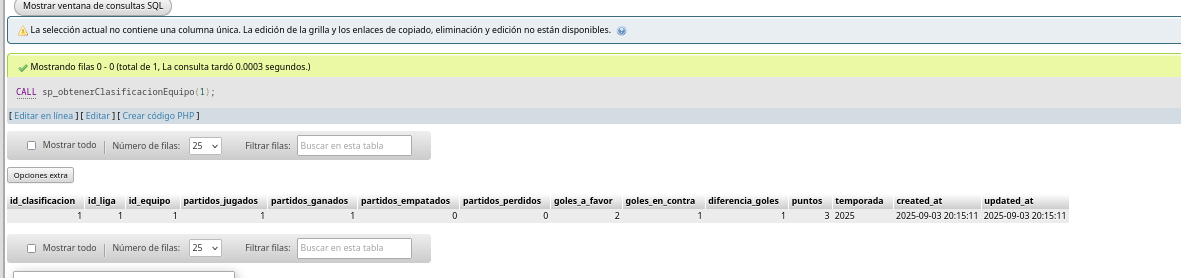 Mostrar ventana de consultas SQL
La selección actual no contiene una columna única. La edición de la grilla y los enlaces de copiado, eliminación y edición no están disponibles.
Mostrando filas 0 - 0 (total de 1, La consulta tardó 0.0003 segundos.)
CALL sp_obtenerClasificacionEquipo(1);
[ Editar en línea ] [ Editar ] [ Crear código PHP ]
Mostrar todo | Número de filas: 25 Filtrar filas: Buscar en esta tabla
Opciones extra
id_clasificacion id_liga id_equipo partidos_jugados partidos_ganados partidos_empatados partidos_perdidos goles_a_favor goles_en_contra diferencia_goles puntos temporada created_at updated_at
1 1 1 1 1 0 0 2 1 1 3 2025 2025-09-03 20:15:11 2025-09-03 20:15:11
Mostrar todo | Número de filas: 25 Filtrar filas: Buscar en esta tabla